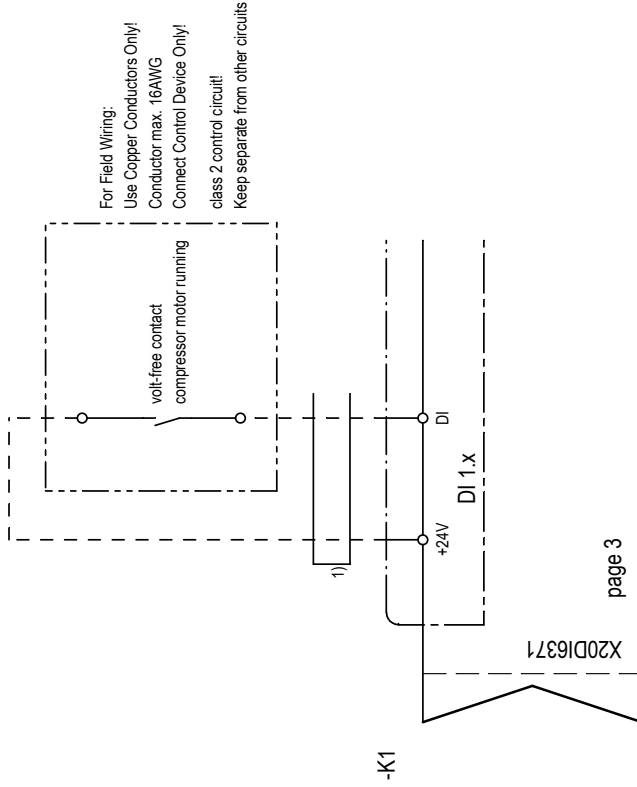 For Field Wiring:
Use Copper Conductors Only!
Conductor max. 16AWG
Connect Control Device Only!
class 2 control circuit!
Keep separate from other circuits
volt-free contact
compressor motor running
1)
+24V
DI
DI 1.x
X20DI6371
-K1
page 3